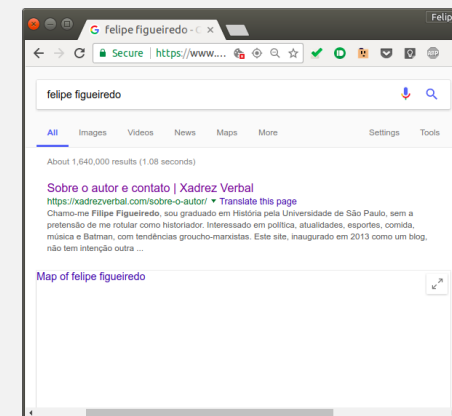 Felip
felipe figueiredo - G
Secure | https://www....
felipe figueiredo
All Images Videos News Maps More Settings Tools
About 1,640,000 results (1.08 seconds)
Sobre o autor e contato | Xadrez Verbal
https://xadrezverbal.com/sobre-o-autor/ ▼ Translate this page
Chamo-me Filipe Figueiredo, sou graduado em História pela Universidade de São Paulo, sem a
pretensão de me rotular como historiador. Interessado em política, atualidades, esportes, comida,
música e Batman, com tendências groucho-marxistas. Este site, inaugurado em 2013 como um blog,
não tem intenção outra ...
Map of felipe figueiredo